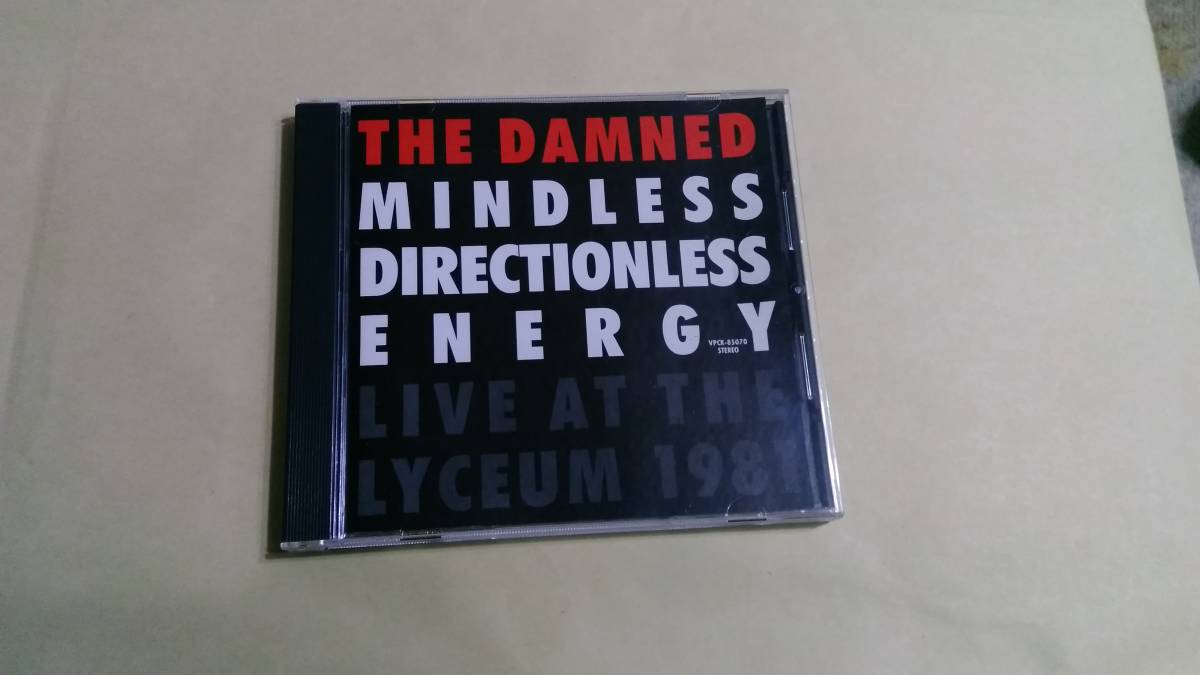 THE DAMNED
MINDLESS
DIRECTIONLESS
ENERGY
VPCK-85070
STEREO
LIVE AT THE
LYCEUM 1981